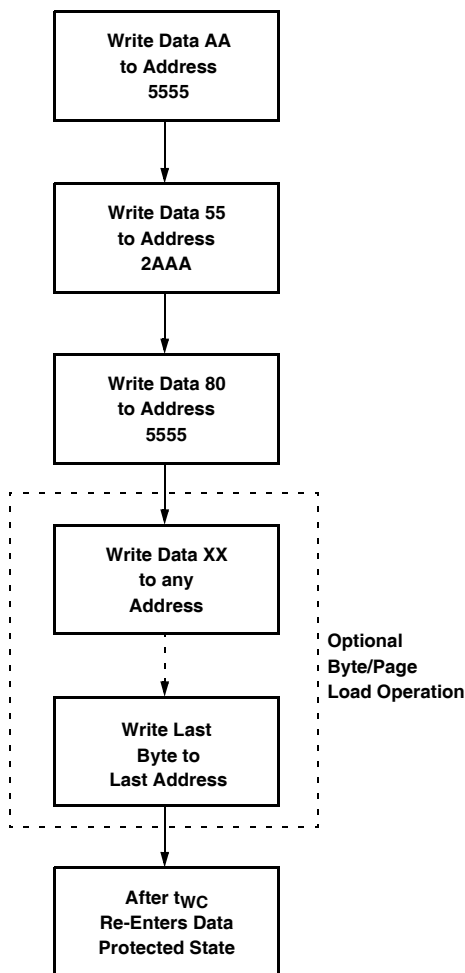 Write Data AA
to Address
5555
Write Data 55
to Address
2AAA
Write Data 80
to Address
5555
Write Data XX
to any
Address
Optional
Byte/Page
Load Operation
Write Last
Byte to
Last Address
After tWC
Re-Enters Data
Protected State